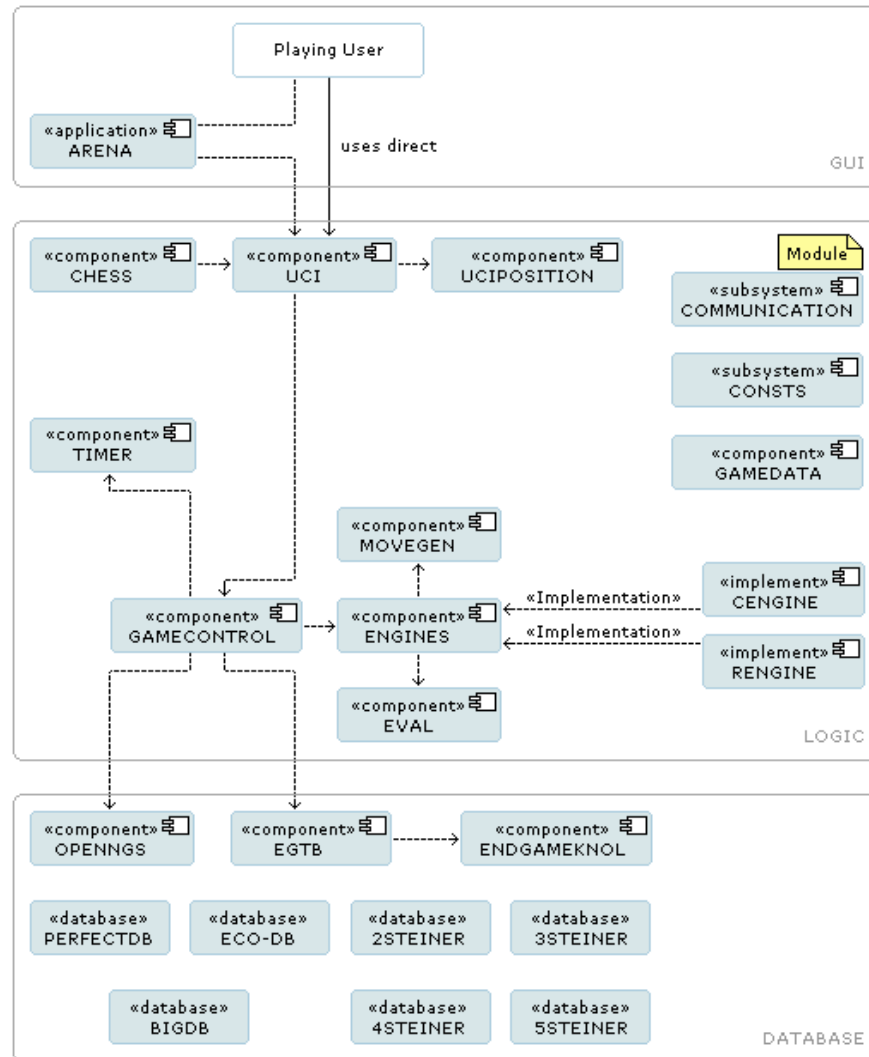 Playing User
«application»
ARENA
uses direct
GUI
«component»
CHESS
«component»
UCI
«component»
UCIPOSITION
Module
«subsystem»
COMMUNICATION
«subsystem»
CONSTS
«component»
TIMER
«component»
GAMEDATA
«component»
MOVEGEN
«component»
GAMECONTROL
«component»
ENGINES
«Implementation»
«Implementation»
«implement»
CENGINE
«implement»
RENGINE
«component»
EVAL
LOGIC
«component»
OPENNGS
«component»
EGTB
«component»
ENDGAMEKNOL
«database»
PERFECTDB
«database»
ECO-DB
«database»
2STEINER
«database»
3STEINER
«database»
BIGDB
«database»
4STEINER
«database»
5STEINER
DATABASE